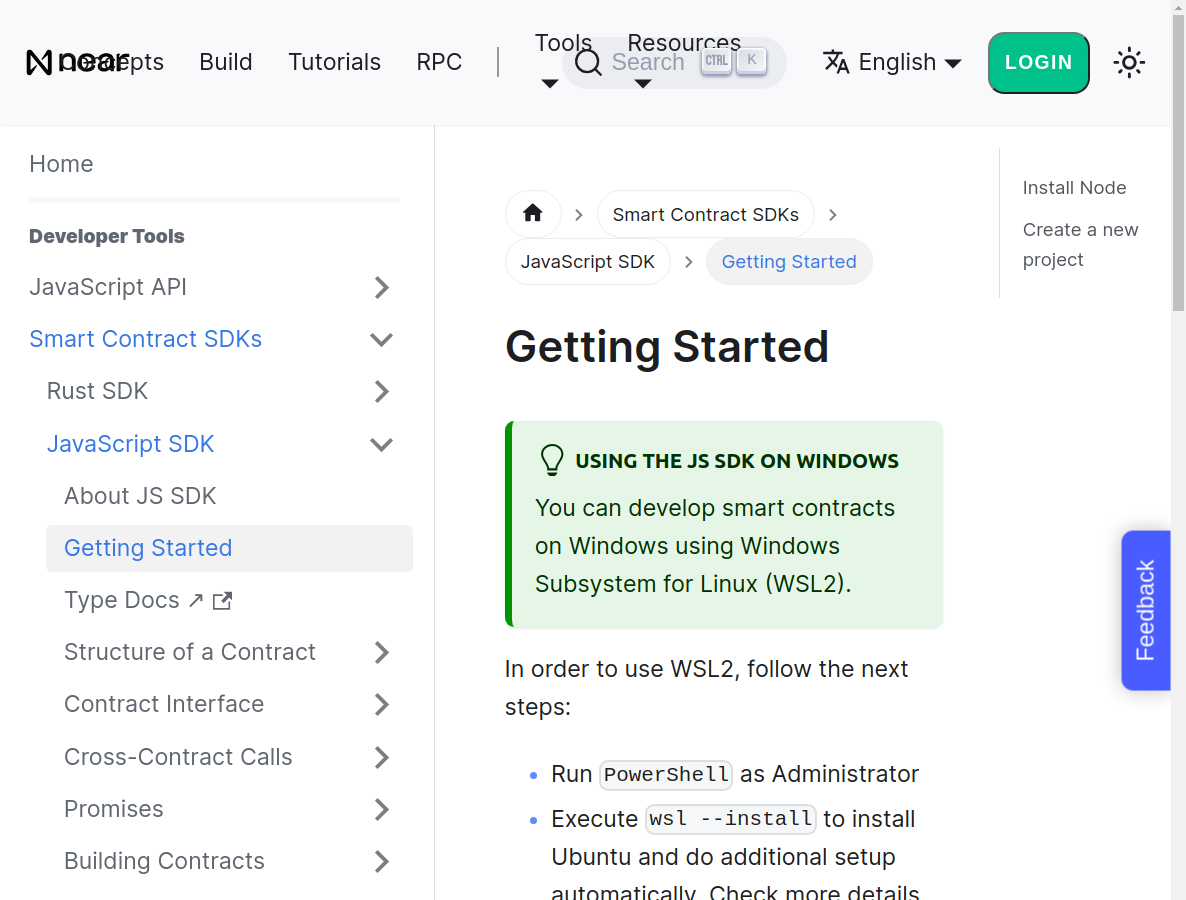 near Concepts Build Tutorials RPC Tools Resources Search CTRL K English LOGIN
Home
Developer Tools
JavaScript API
Smart Contract SDKs
Rust SDK
JavaScript SDK
About JS SDK
Getting Started
Type Docs ↗
Structure of a Contract
Contract Interface
Cross-Contract Calls
Promises
Building Contracts
Smart Contract SDKs
JavaScript SDK
Getting Started
Getting Started
USING THE JS SDK ON WINDOWS
You can develop smart contracts
on Windows using Windows
Subsystem for Linux (WSL2).
In order to use WSL2, follow the next
steps:
Run PowerShell as Administrator
Execute wsl --install to install
Ubuntu and do additional setup
automatically. Check more details
Install Node
Create a new
project
Feedback